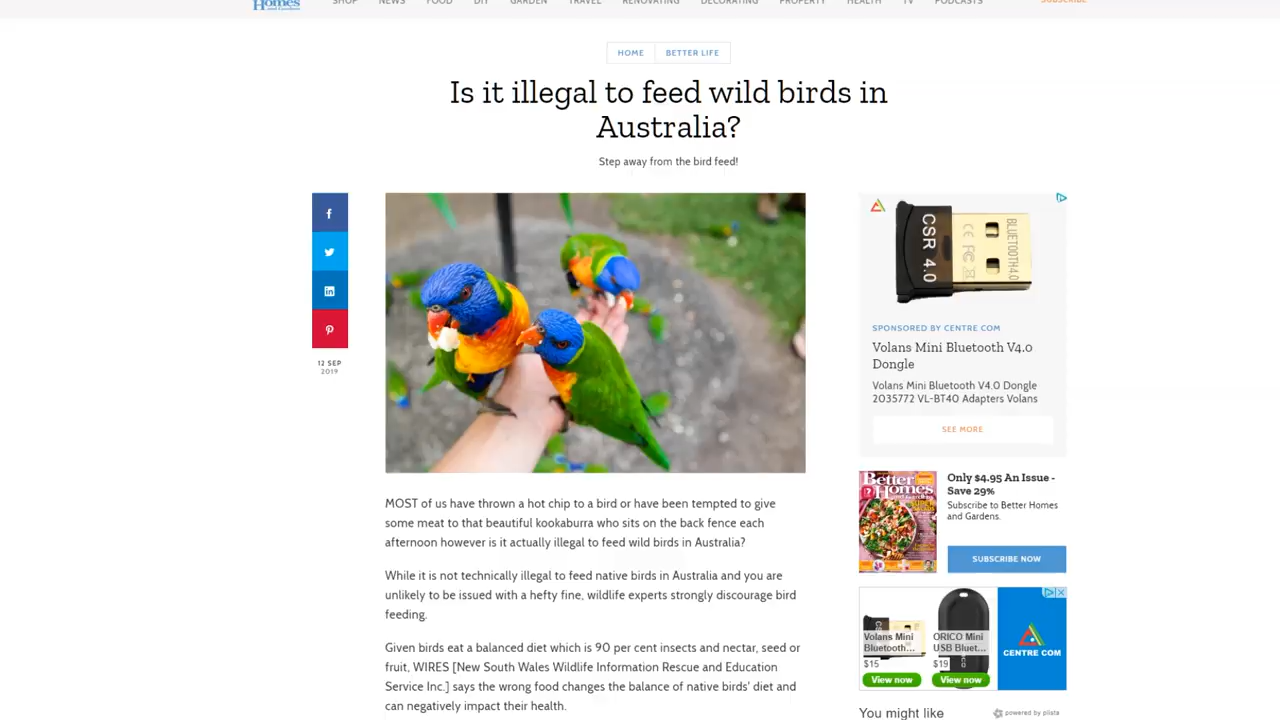 Homes
and Gardens
SHOP NEWS FOOD DIY GARDEN TRAVEL RENOVATING DECORATING PROPERTY HEALTH TV PODCASTS
SUBSCRIBE
HOME BETTER LIFE
Is it illegal to feed wild birds in
Australia?
Step away from the bird feed!
12 SEP
2019
CSR 4.0
BLUETOOTH4.0
SPONSORED BY CENTRE COM
Volans Mini Bluetooth V4.0
Dongle
Volans Mini Bluetooth V4.0 Dongle
2035772 VL-BT40 Adapters Volans
SEE MORE
MOST of us have thrown a hot chip to a bird or have been tempted to give
some meat to that beautiful kookaburra who sits on the back fence each
afternoon however is it actually illegal to feed wild birds in Australia?
While it is not technically illegal to feed native birds in Australia and you are
unlikely to be issued with a hefty fine, wildlife experts strongly discourage bird
feeding.
Given birds eat a balanced diet which is 90 per cent insects and nectar, seed or
fruit, WIRES [New South Wales Wildlife Information Rescue and Education
Service Inc.] says the wrong food changes the balance of native birds' diet and
can negatively impact their health.
Better
Homes
Only $4.95 An Issue -
Save 29%
Subscribe to Better Homes
and Gardens.
SUBSCRIBE NOW
Volans Mini
Bluetooth...
$15
View now
ORICO Mini
USB Bluet...
$19
View now
CENTRE COM
You might like
powered by plista